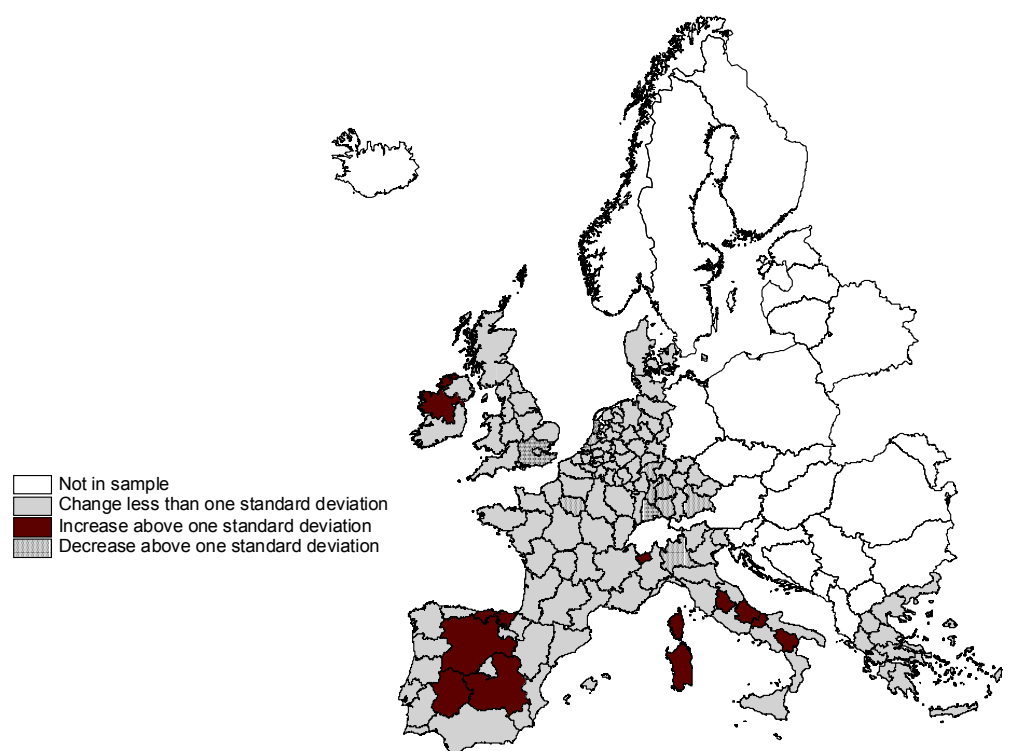 Not in sample
Change less than one standard deviation
Increase above one standard deviation
Decrease above one standard deviation